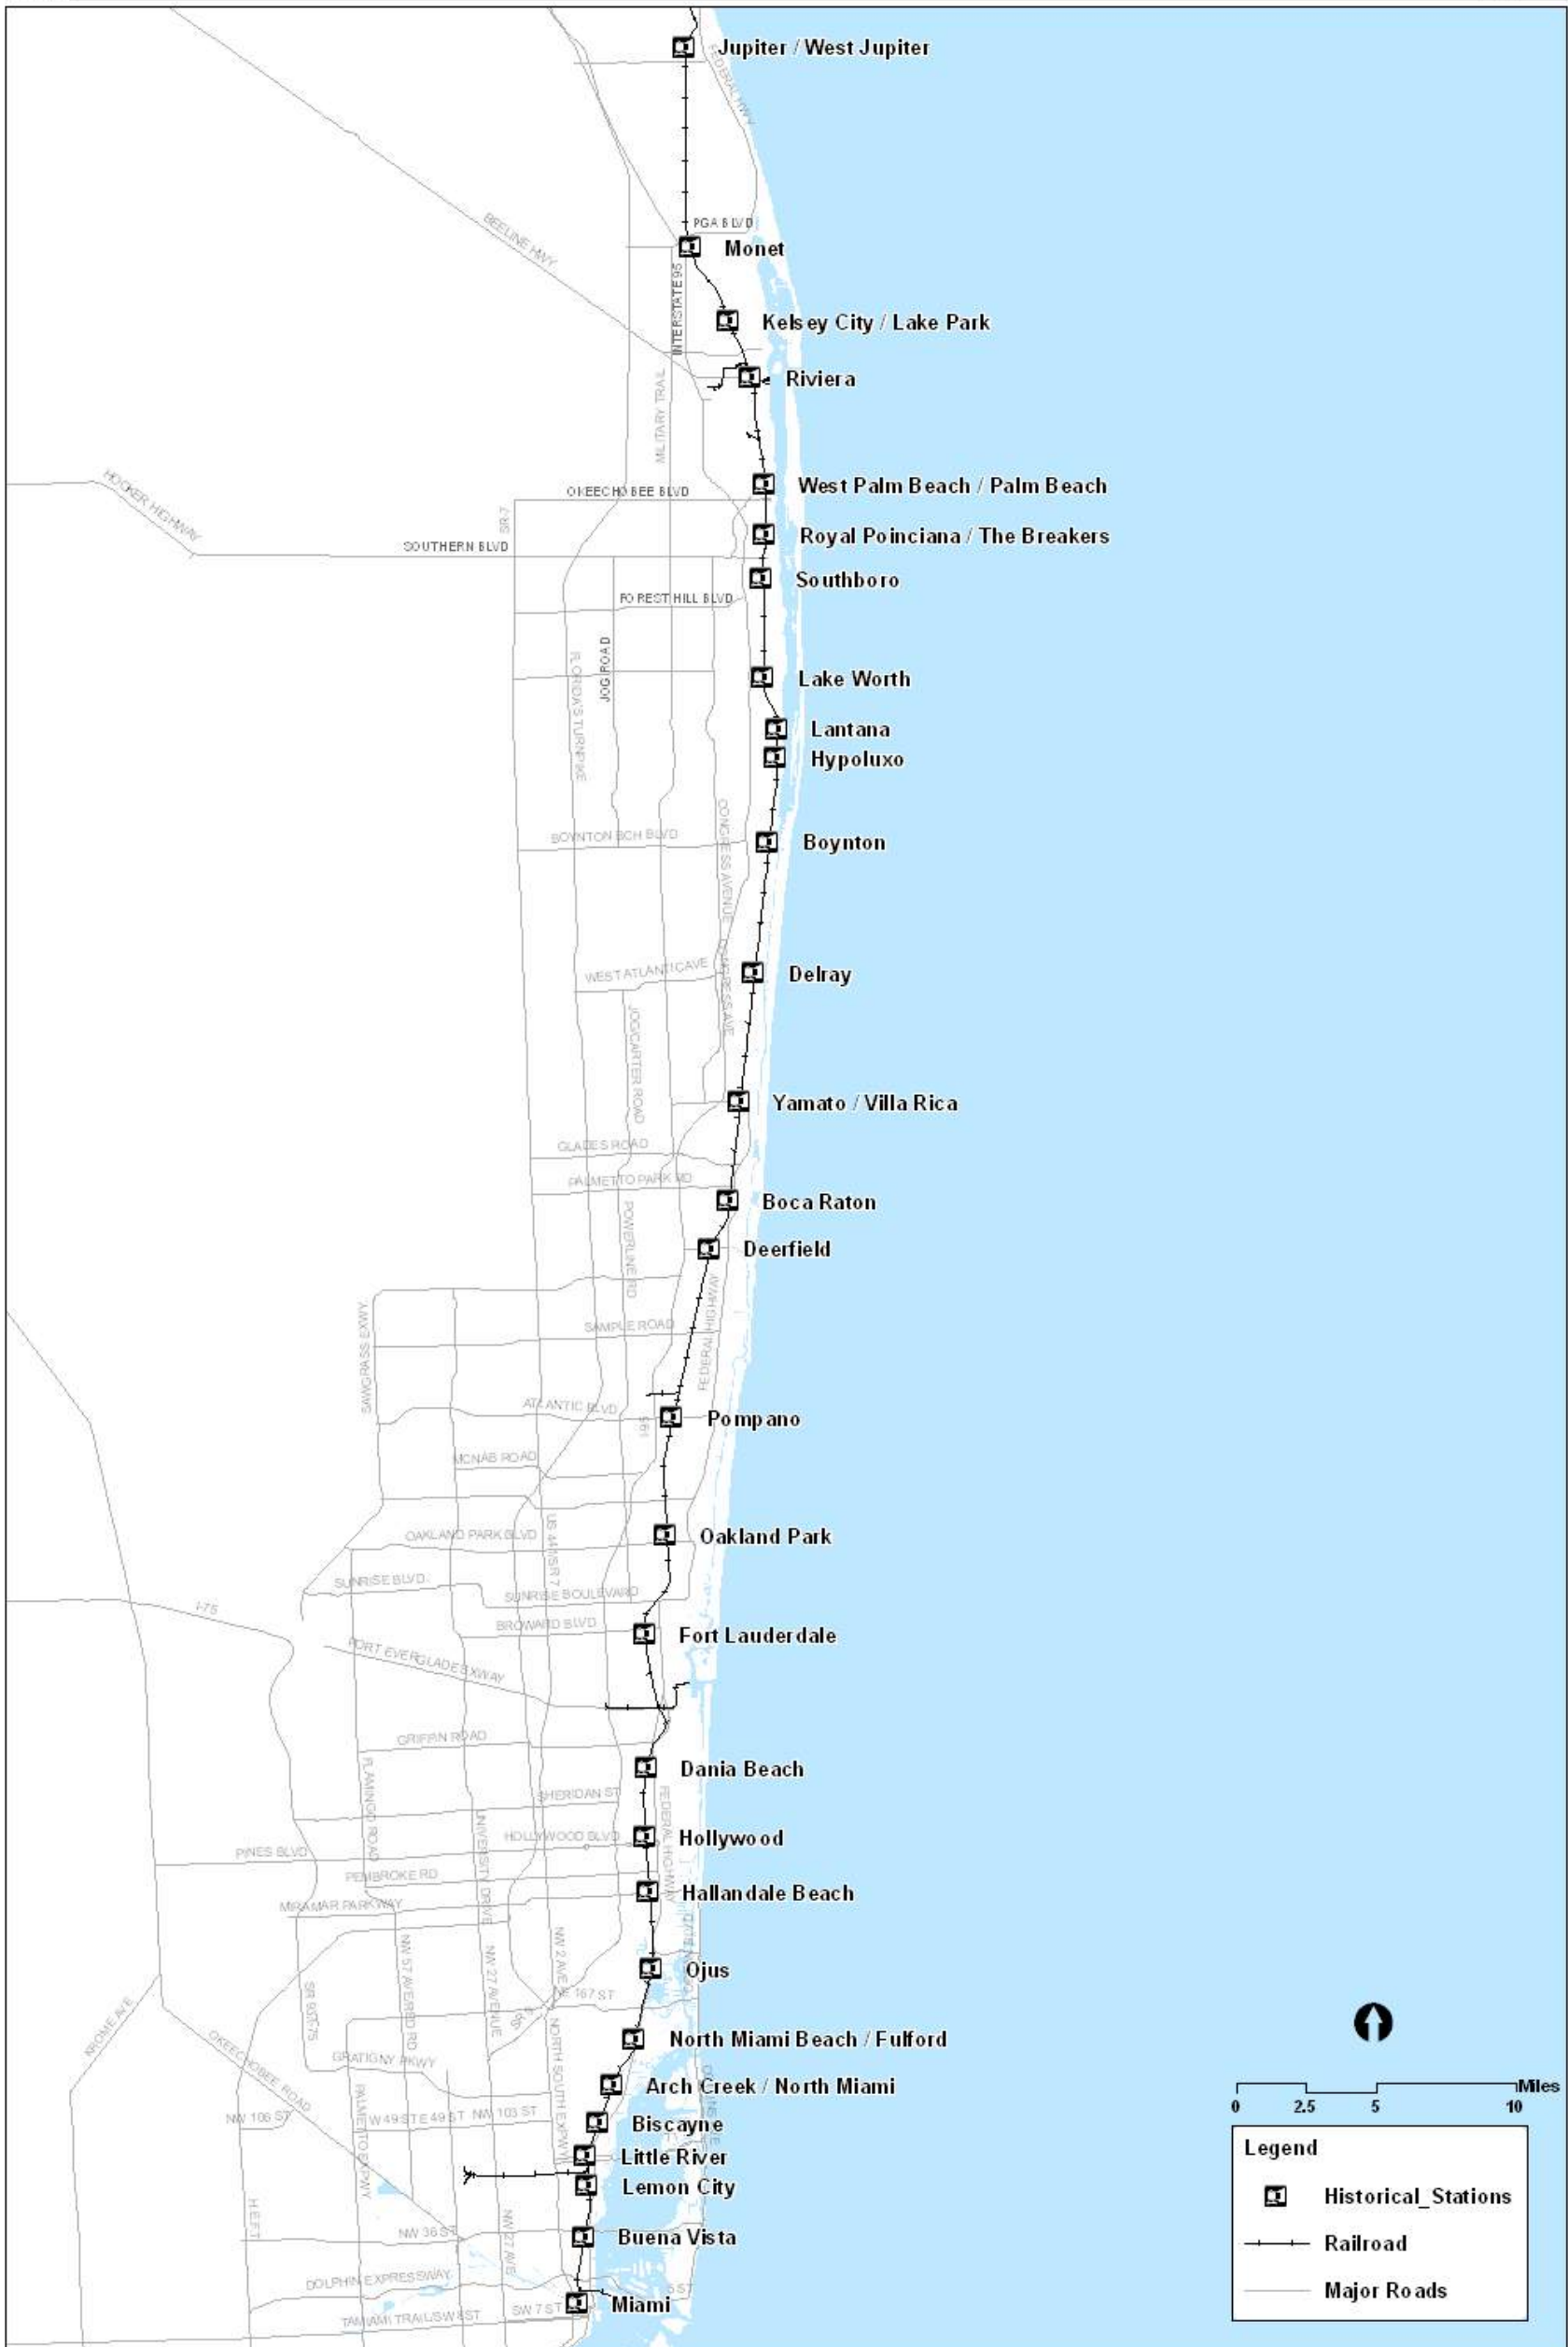 Jupiter / West Jupiter
FEDERAL HWY
PGA BLVD
Monet
BEELINE HWY
INTERSTATE 95
Kelsey City / Lake Park
Riviera
MILITARY TRAIL
HOOKER HIGHWAY
OKEECHOBEE BLVD
West Palm Beach / Palm Beach
SR-7
SOUTHERN BLVD
Royal Poinciana / The Breakers
Southboro
FOREST HILL BLVD
JOG ROAD
FLORIDA'S TURNPIKE
Lake Worth
Lantana
Hypoluxo
BOYNTON BCH BLVD
CONGRESS AVENUE
Boynton
WEST ATLANTIC AVE
CONGRESS AVE
Delray
JOG/CARTER ROAD
Yamato / Villa Rica
GLADES ROAD
PALMETTO PARK RD
Boca Raton
POWERLINE RD
Deerfield
SAWGRASS EXWY
SAMPLE ROAD
FEDERAL HIGHWAY
ATLANTIC BLVD
I-95
Pompano
MCNAB ROAD
OAKLAND PARK BLVD
US 441/SR 7
Oakland Park
SUNRISE BLVD.
SUNRISE BOULEVARD
I-75
BROWARD BLVD
Fort Lauderdale
PORT EVERGLADES XWAY
GRIFFIN ROAD
Dania Beach
FLAMINGO ROAD
SHERIDAN ST
FEDERAL HIGHWAY
UNIVERSITY DRIVE
HOLLYWOOD BLVD
Hollywood
PINES BLVD
PEMBROKE RD
Hallandale Beach
MIRAMAR PARKWAY
NW 57 AVE/RED RD
NW 27 AVENUE
NW 2 AVE
Ojus
NE 167 ST
SR 93/I-75
KROME AVE
OKEECHOBEE ROAD
North Miami Beach / Fulford
GRATIGNY PKWY
NORTH SOUTH EXPWY
Arch Creek / North Miami
NW 106 ST
W 49 ST
E 49 ST
NW 103 ST
Biscayne
PALMETTO EXPWY
Little River
Lemon City
H.E.F.T
NW 36 ST
NW 27 AVE
Buena Vista
DOLPHIN EXPRESSWAY
5 ST
TAMIAMI TRAIL/SW 8 ST
SW 7 ST
Miami
Miles
0 2.5 5 10
Legend
Historical_Stations
Railroad
Major Roads